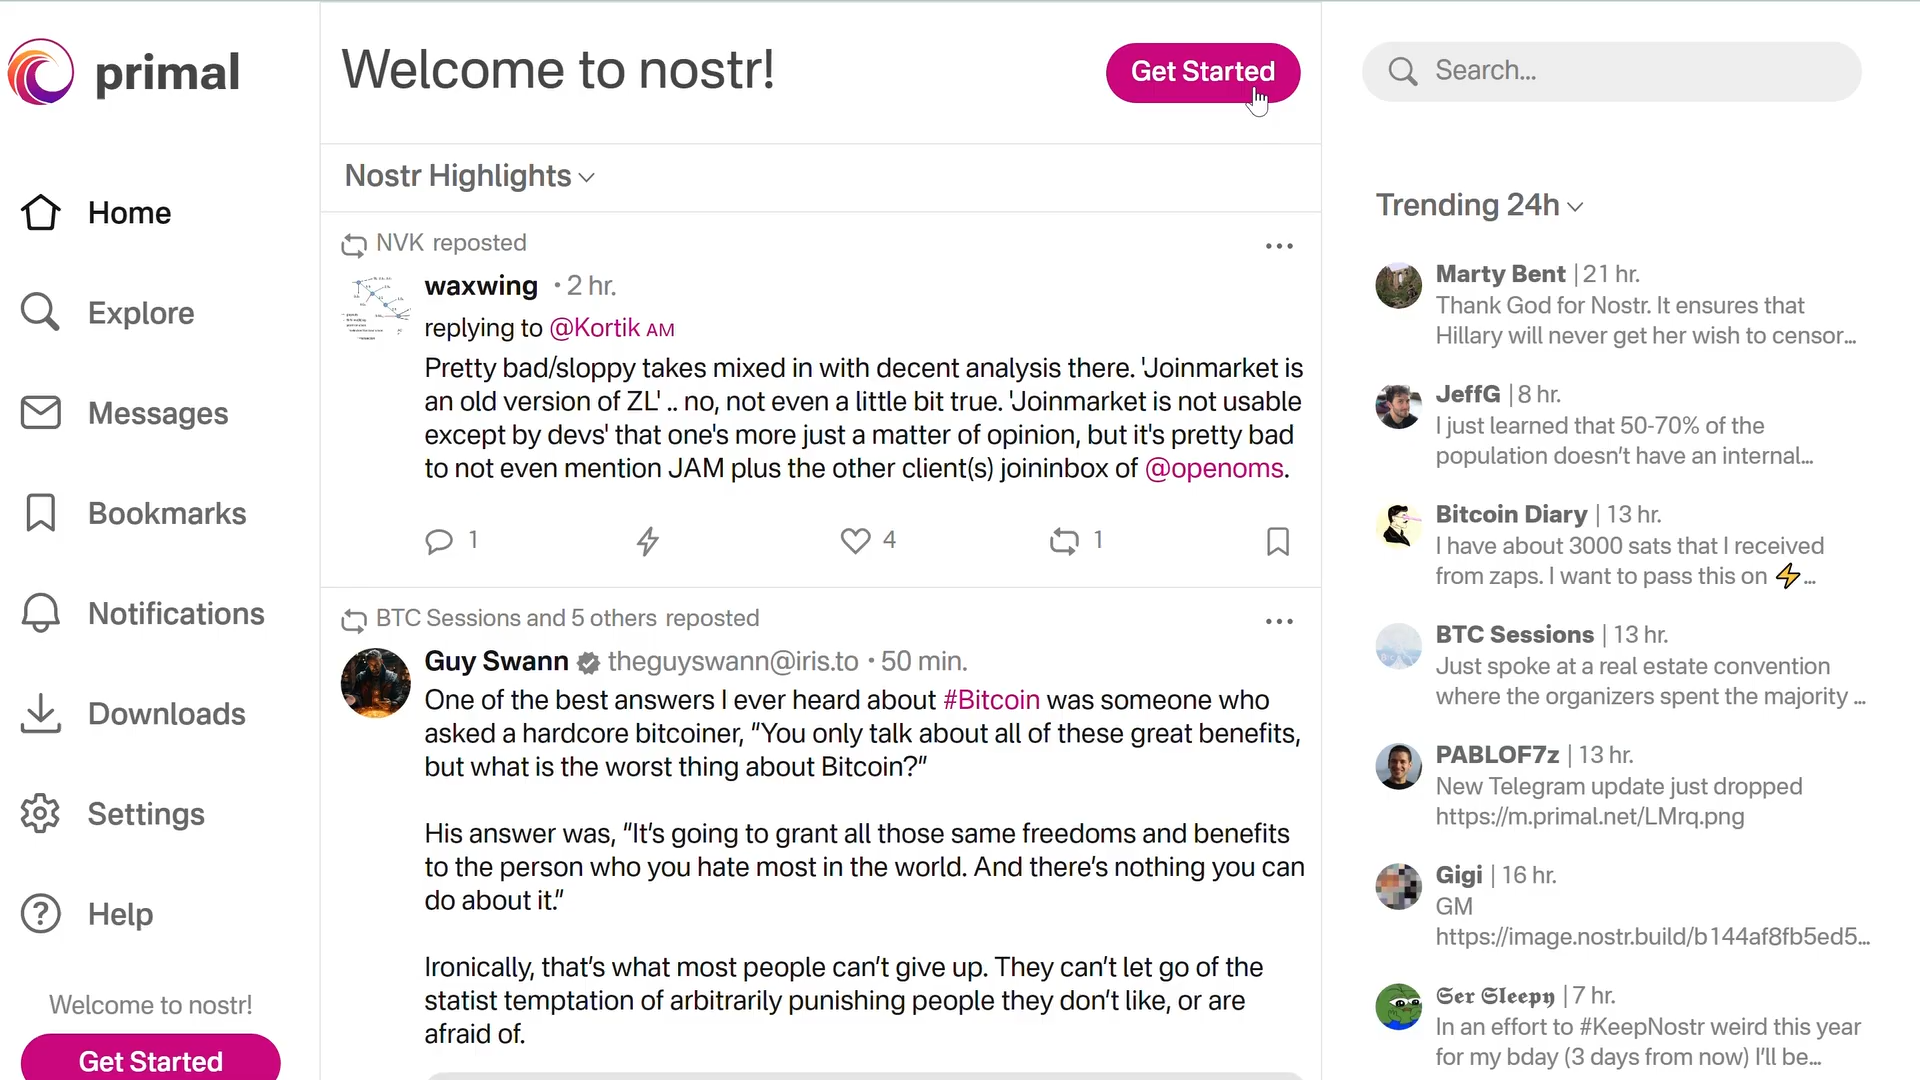 primal
Home
Explore
Messages
Bookmarks
Notifications
Downloads
Settings
Help
Welcome to nostr!
Get Started
Welcome to nostr!
Get Started
Nostr Highlights
NVK reposted
waxwing • 2 hr.
replying to @Kortik AM
Pretty bad/sloppy takes mixed in with decent analysis there. 'Joinmarket is
an old version of ZL' .. no, not even a little bit true. 'Joinmarket is not usable
except by devs' that one's more just a matter of opinion, but it's pretty bad
to not even mention JAM plus the other client(s) joininbox of @openoms.
1
4
1
BTC Sessions and 5 others reposted
Guy Swann theguyswann@iris.to • 50 min.
One of the best answers I ever heard about #Bitcoin was someone who
asked a hardcore bitcoiner, "You only talk about all of these great benefits,
but what is the worst thing about Bitcoin?"
His answer was, "It's going to grant all those same freedoms and benefits
to the person who you hate most in the world. And there's nothing you can
do about it."
Ironically, that's what most people can't give up. They can't let go of the
statist temptation of arbitrarily punishing people they don't like, or are
afraid of.
Search...
Trending 24h
Marty Bent | 21 hr.
Thank God for Nostr. It ensures that
Hillary will never get her wish to censor...
JeffG | 8 hr.
I just learned that 50-70% of the
population doesn't have an internal...
Bitcoin Diary | 13 hr.
I have about 3000 sats that I received
from zaps. I want to pass this on ⚡...
BTC Sessions | 13 hr.
Just spoke at a real estate convention
where the organizers spent the majority ...
PABLOF7z | 13 hr.
New Telegram update just dropped
https://m.primal.net/LMrq.png
Gigi | 16 hr.
GM
https://image.nostr.build/b144af8fb5ed5...
𝕾𝖊𝖗 𝕾𝖑𝖊𝖊𝖕𝖞 | 7 hr.
In an effort to #KeepNostr weird this year
for my bday (3 days from now) I'll be...